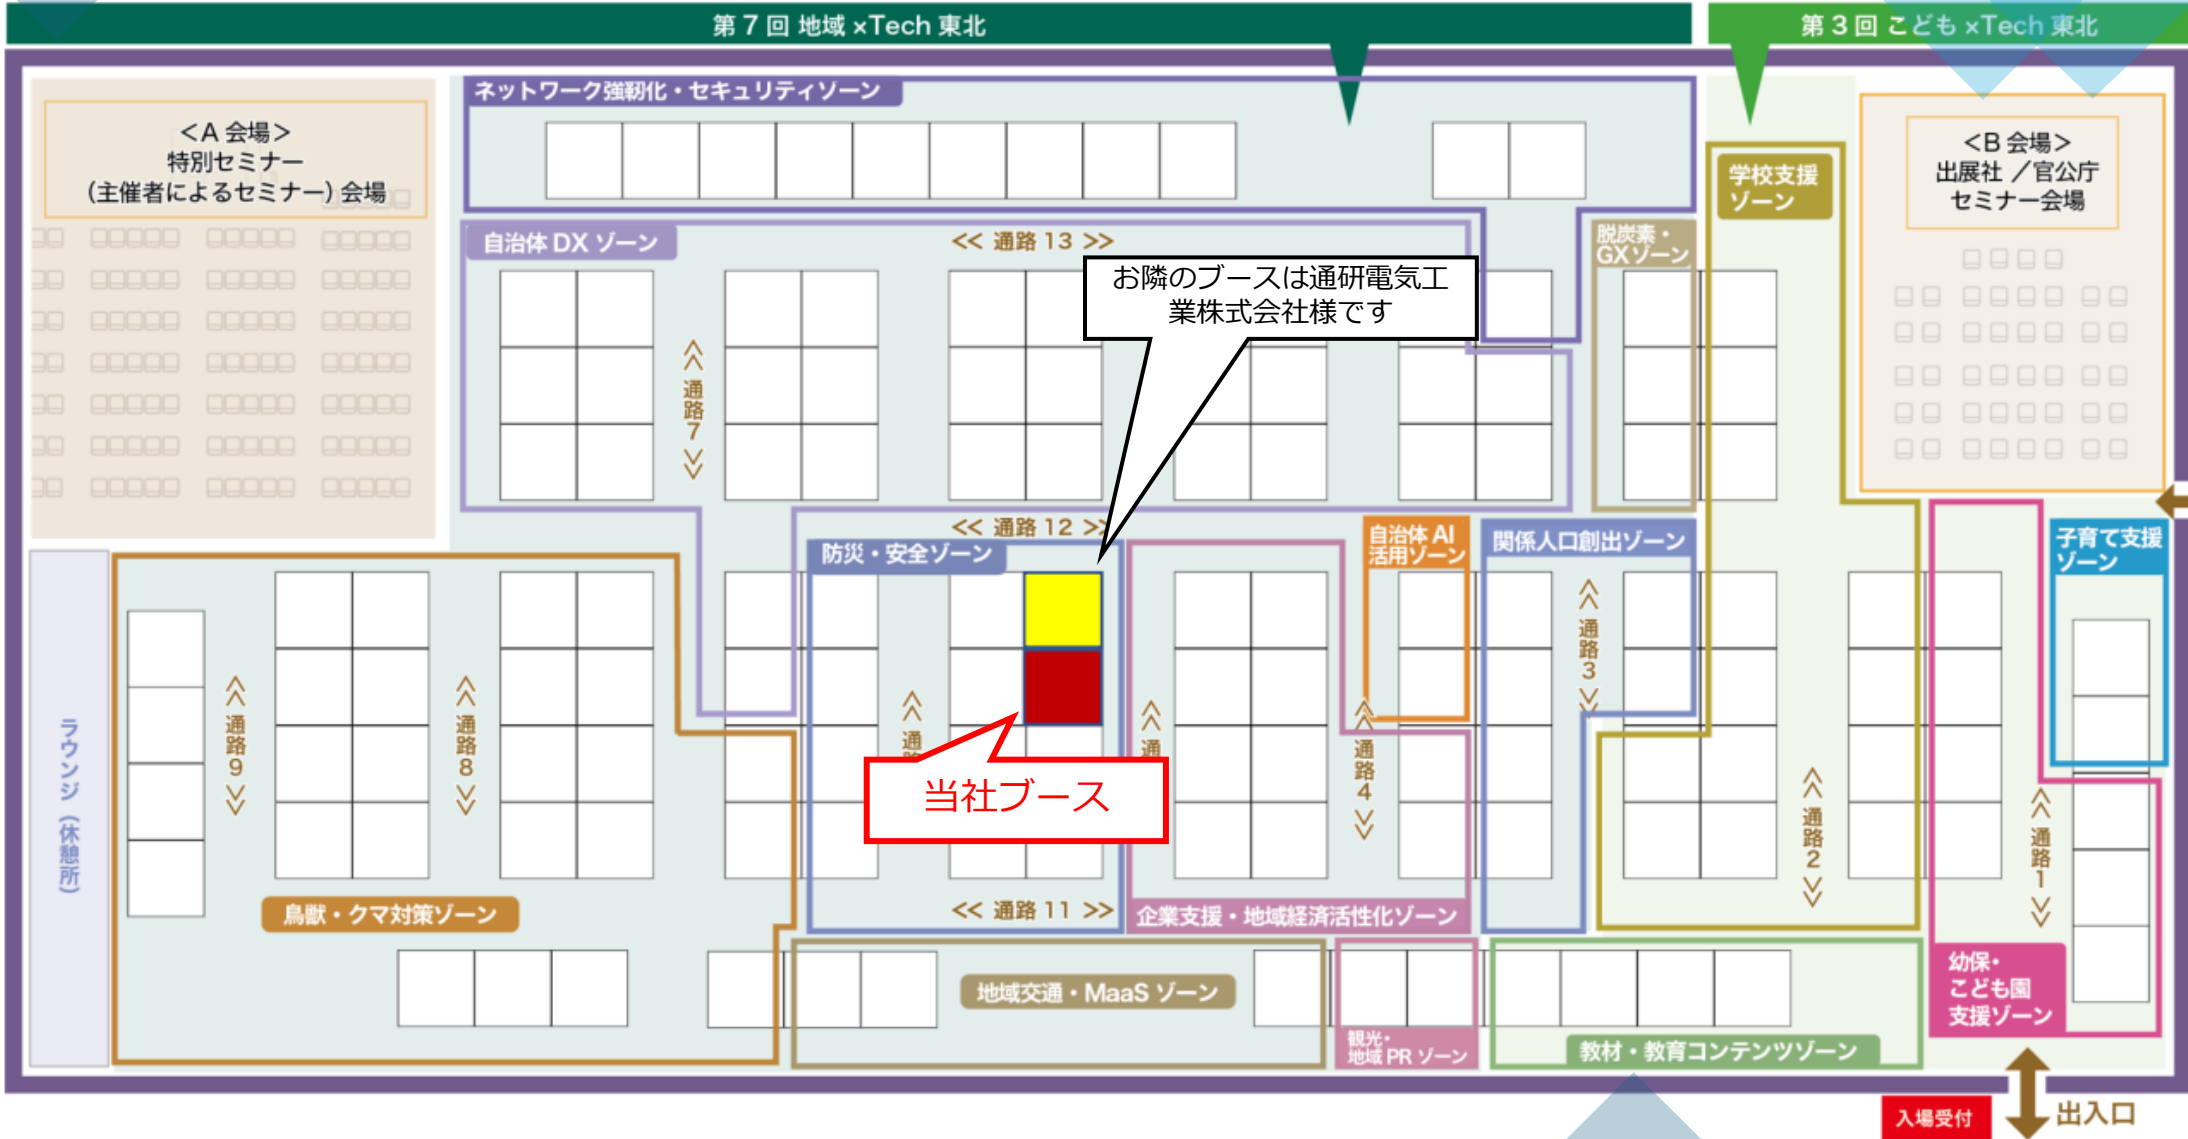 第7回 地域×Tech 東北
第3回 こども×Tech 東北
ネットワーク強靭化・セキュリティゾーン
<A 会場>
特別セミナー
(主催者によるセミナー)会場
学校支援
ゾーン
<B 会場>
出展社／官公庁
セミナー会場
自治体 DX ゾーン
<< 通路 13 >>
脱炭素・
GXゾーン
お隣のブースは通研電気工
業株式会社様です
<< 通路7 >>
<< 通路 12 >>
防災・安全ゾーン
自治体 AI
活用ゾーン
関係人口創出ゾーン
子育て支援
ゾーン
<< 通路3 >>
ラウンジ（休憩所）
<< 通路9 >>
<< 通路8 >>
<< 通
<< 通
<< 通路4 >>
当社ブース
<< 通路2 >>
<< 通路1 >>
鳥獣・クマ対策ゾーン
<< 通路 11 >>
企業支援・地域経済活性化ゾーン
地域交通・MaaS ゾーン
観光・
地域 PR ゾーン
教材・教育コンテンツゾーン
幼保・
こども園
支援ゾーン
入場受付
出入口